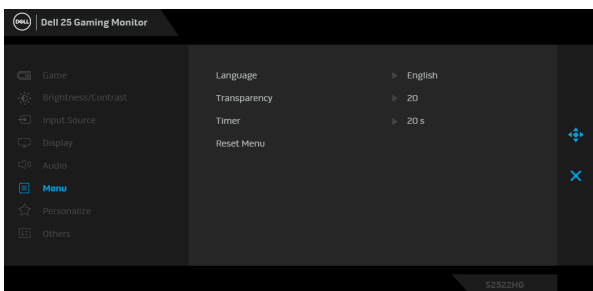 DELL Dell 25 Gaming Monitor
Game
Brightness/Contrast
Input Source
Display
Audio
Menu
Personalize
Others
Language English
Transparency 20
Timer 20 s
Reset Menu
S2522HG